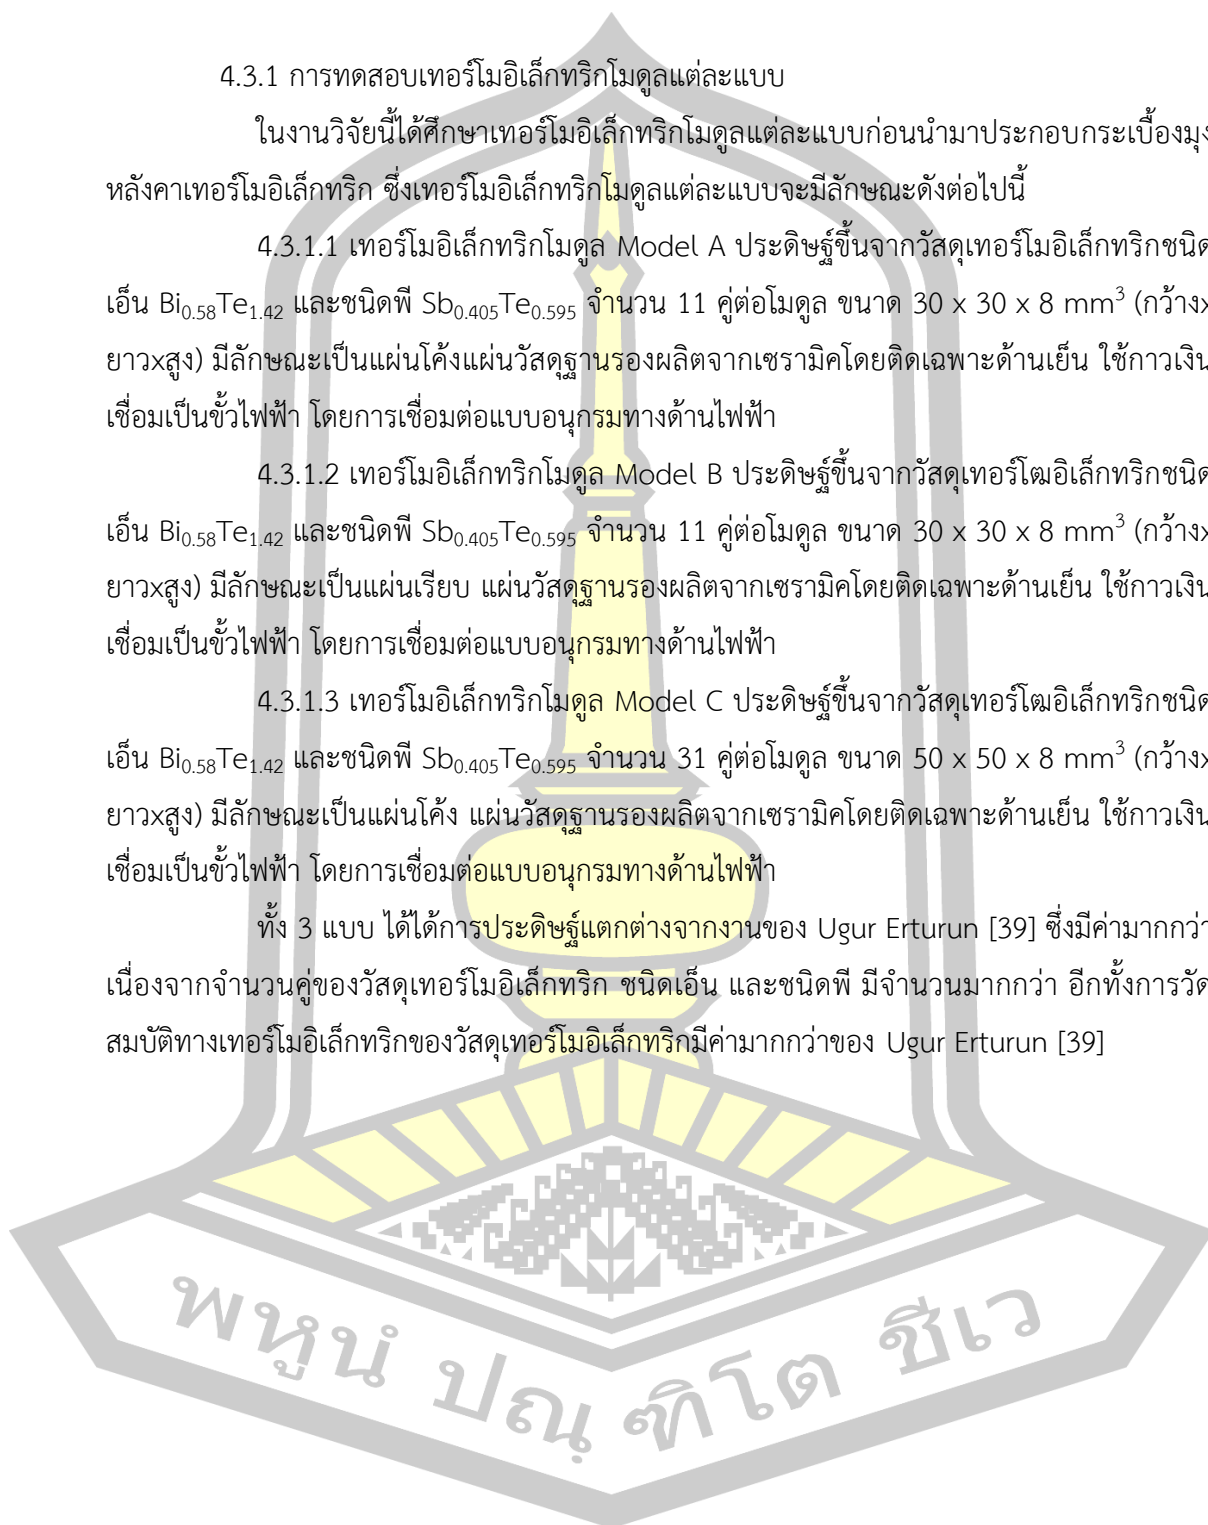 4.3.1 การทดสอบเทอร์โมอิเล็กทริกโมดูลแต่ละแบบ
ในงานวิจัยนี้ได้ศึกษาเทอร์โมอิเล็กทริกโมดูลแต่ละแบบก่อนนำมาประกอบกระเบื้องมุง
หลังคาเทอร์โมอิเล็กทริก ซึ่งเทอร์โมอิเล็กทริกโมดูลแต่ละแบบจะมีลักษณะดังต่อไปนี้
4.3.1.1 เทอร์โมอิเล็กทริกโมดูล Model A ประดิษฐ์ขึ้นจากวัสดุเทอร์โมอิเล็กทริกชนิด
เอ็น Bi₀.₅₈Te₁.₄₂ และชนิดพี Sb₀.₄₀₅Te₀.₅₉₅ จำนวน 11 คู่ต่อโมดูล ขนาด 30 x 30 x 8 mm³ (กว้างx
ยาวxสูง) มีลักษณะเป็นแผ่นโค้งแผ่นวัสดุฐานรองผลิตจากเซรามิคโดยติดเฉพาะด้านเย็น ใช้กาวเงิน
เชื่อมเป็นขั้วไฟฟ้า โดยการเชื่อมต่อแบบอนุกรมทางด้านไฟฟ้า
4.3.1.2 เทอร์โมอิเล็กทริกโมดูล Model B ประดิษฐ์ขึ้นจากวัสดุเทอร์โฒอิเล็กทริกชนิด
เอ็น Bi₀.₅₈Te₁.₄₂ และชนิดพี Sb₀.₄₀₅Te₀.₅₉₅ จำนวน 11 คู่ต่อโมดูล ขนาด 30 x 30 x 8 mm³ (กว้างx
ยาวxสูง) มีลักษณะเป็นแผ่นเรียบ แผ่นวัสดุฐานรองผลิตจากเซรามิคโดยติดเฉพาะด้านเย็น ใช้กาวเงิน
เชื่อมเป็นขั้วไฟฟ้า โดยการเชื่อมต่อแบบอนุกรมทางด้านไฟฟ้า
4.3.1.3 เทอร์โมอิเล็กทริกโมดูล Model C ประดิษฐ์ขึ้นจากวัสดุเทอร์โฒอิเล็กทริกชนิด
เอ็น Bi₀.₅₈Te₁.₄₂ และชนิดพี Sb₀.₄₀₅Te₀.₅₉₅ จำนวน 31 คู่ต่อโมดูล ขนาด 50 x 50 x 8 mm³ (กว้างx
ยาวxสูง) มีลักษณะเป็นแผ่นโค้ง แผ่นวัสดุฐานรองผลิตจากเซรามิคโดยติดเฉพาะด้านเย็น ใช้กาวเงิน
เชื่อมเป็นขั้วไฟฟ้า โดยการเชื่อมต่อแบบอนุกรมทางด้านไฟฟ้า
ทั้ง 3 แบบ ได้ได้การประดิษฐ์แตกต่างจากงานของ Ugur Erturun [39] ซึ่งมีค่ามากกว่า
เนื่องจากจำนวนคู่ของวัสดุเทอร์โมอิเล็กทริก ชนิดเอ็น และชนิดพี มีจำนวนมากกว่า อีกทั้งการวัด
สมบัติทางเทอร์โมอิเล็กทริกของวัสดุเทอร์โมอิเล็กทริกมีค่ามากกว่าของ Ugur Erturun [39]
พหูนํ ปณฺ ฑิโต ชีเว